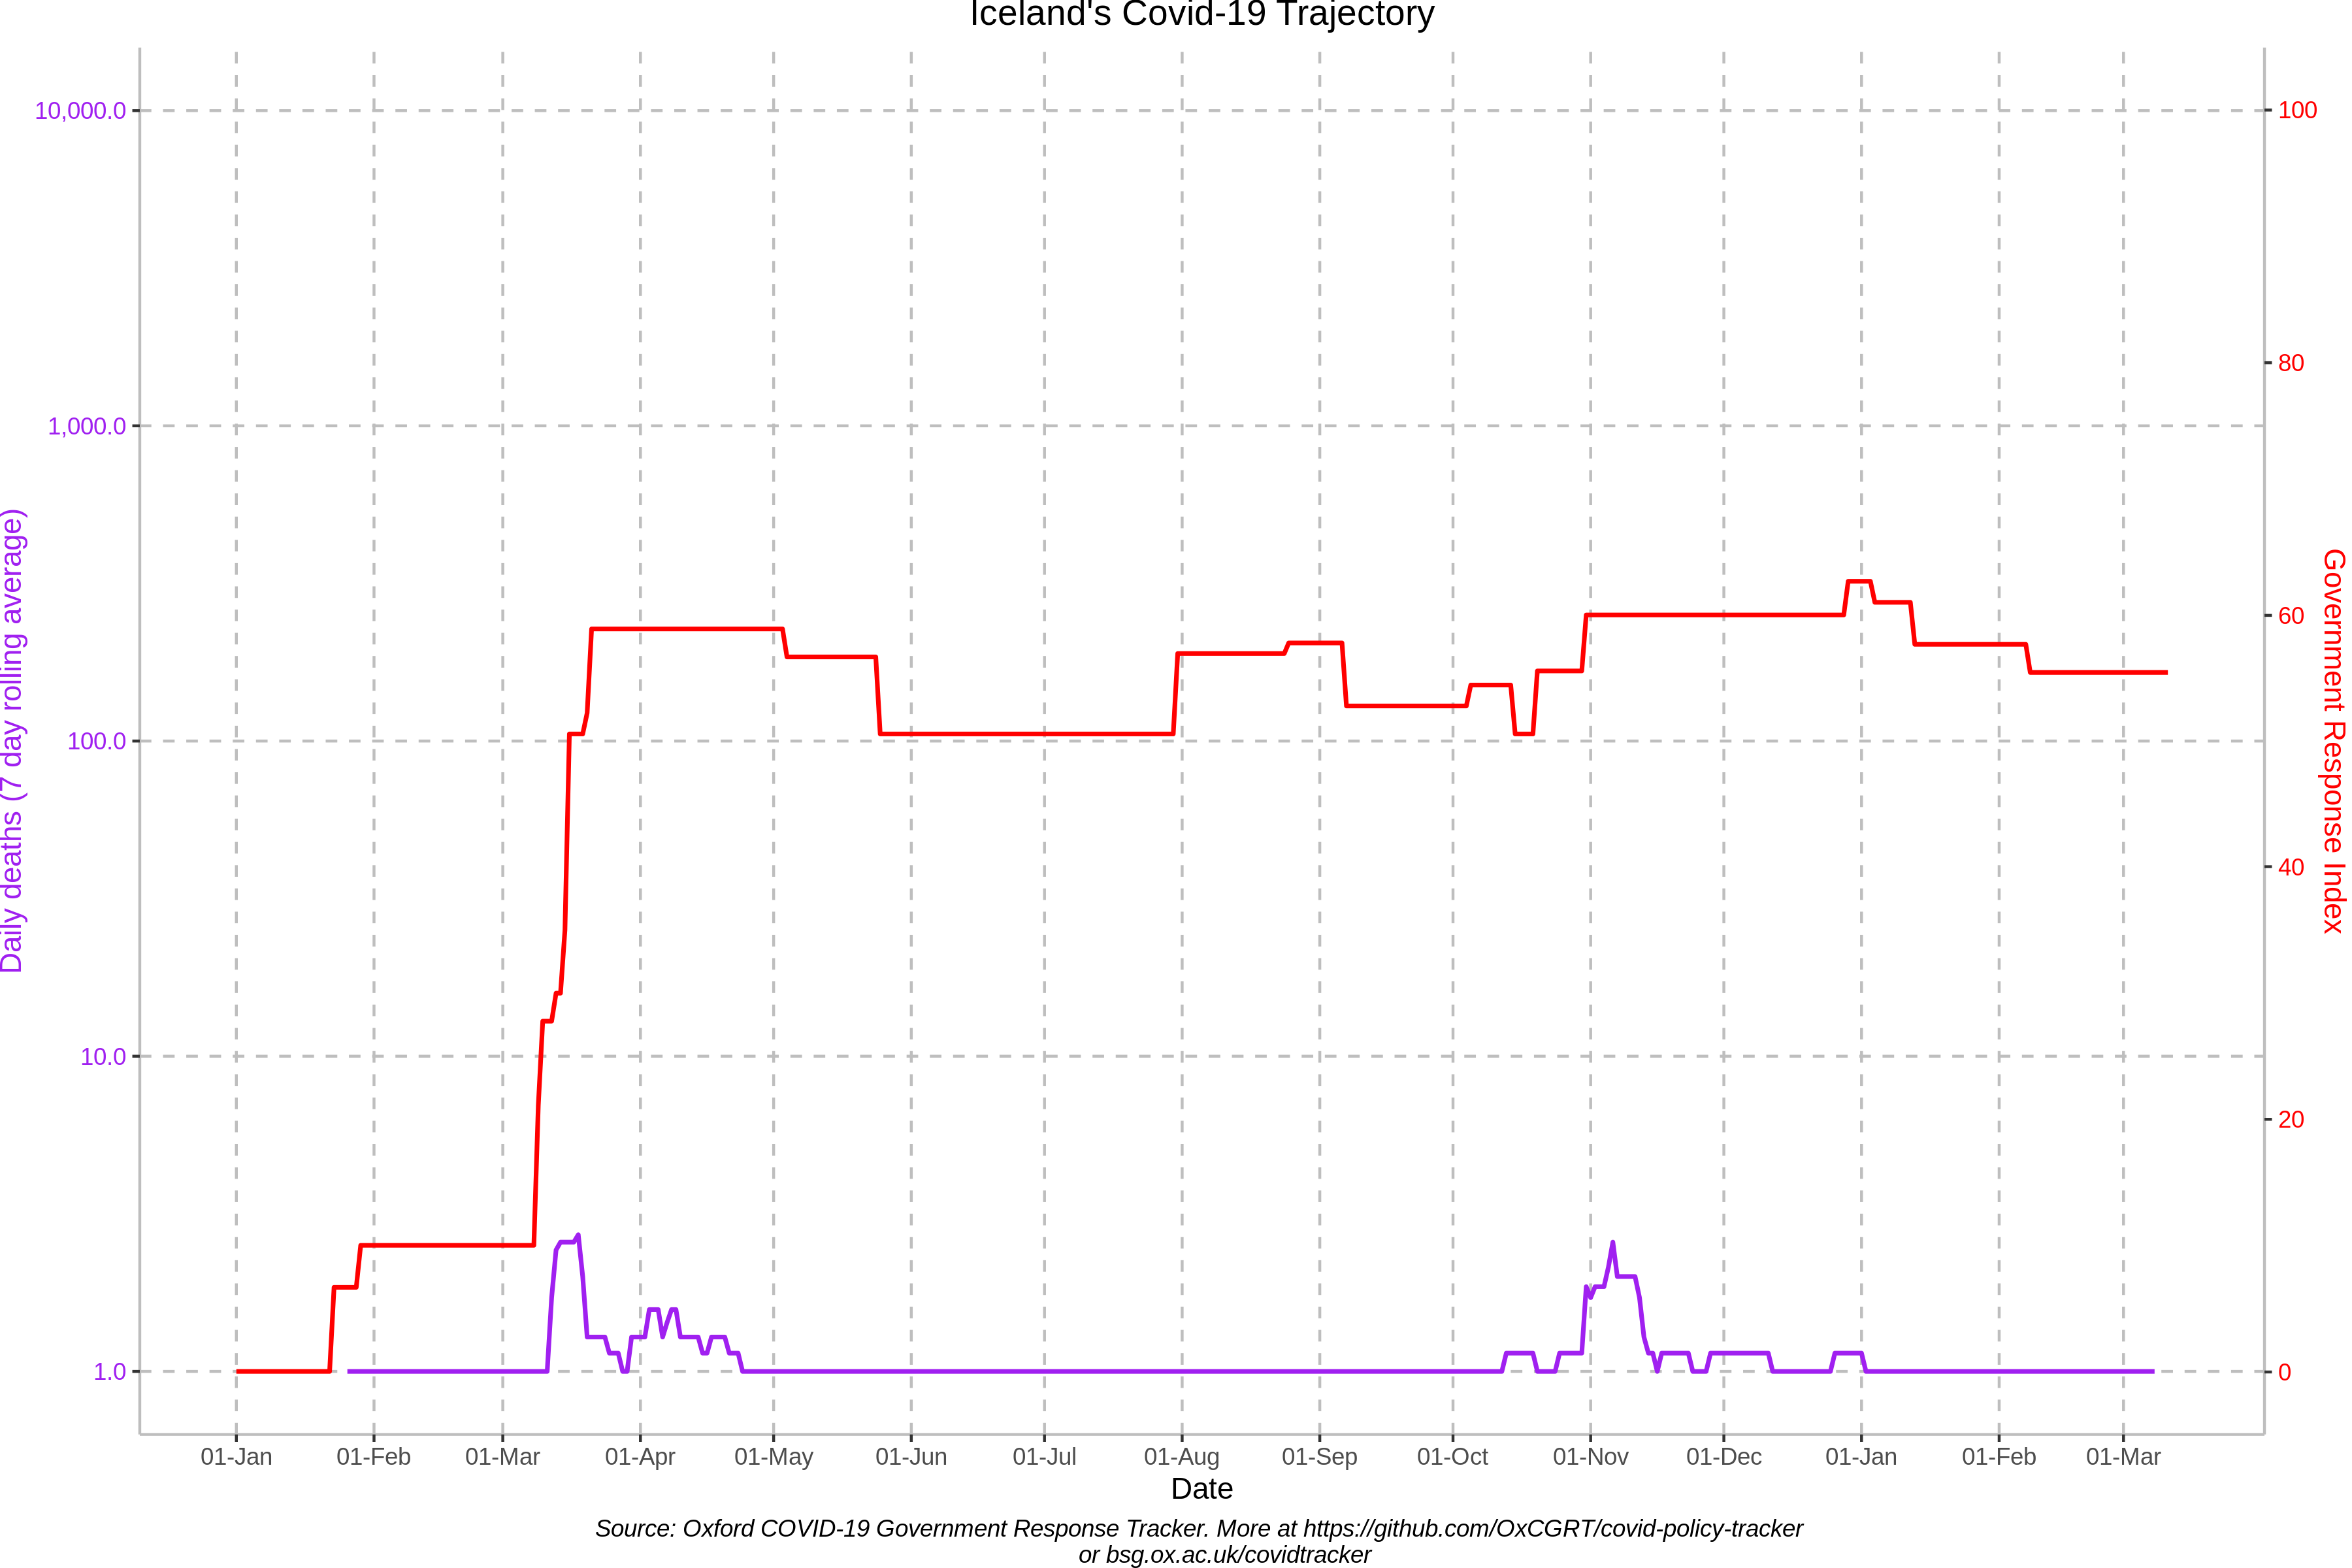 Iceland's Covid-19 Trajectory
10,000.0
1,000.0
100.0
10.0
1.0
Daily deaths (7 day rolling average)
100
80
60
40
20
0
Government Response Index
01-Jan 01-Feb 01-Mar 01-Apr 01-May 01-Jun 01-Jul 01-Aug 01-Sep 01-Oct 01-Nov 01-Dec 01-Jan 01-Feb 01-Mar
Date
Source: Oxford COVID-19 Government Response Tracker. More at https://github.com/OxCGRT/covid-policy-tracker
or bsg.ox.ac.uk/covidtracker